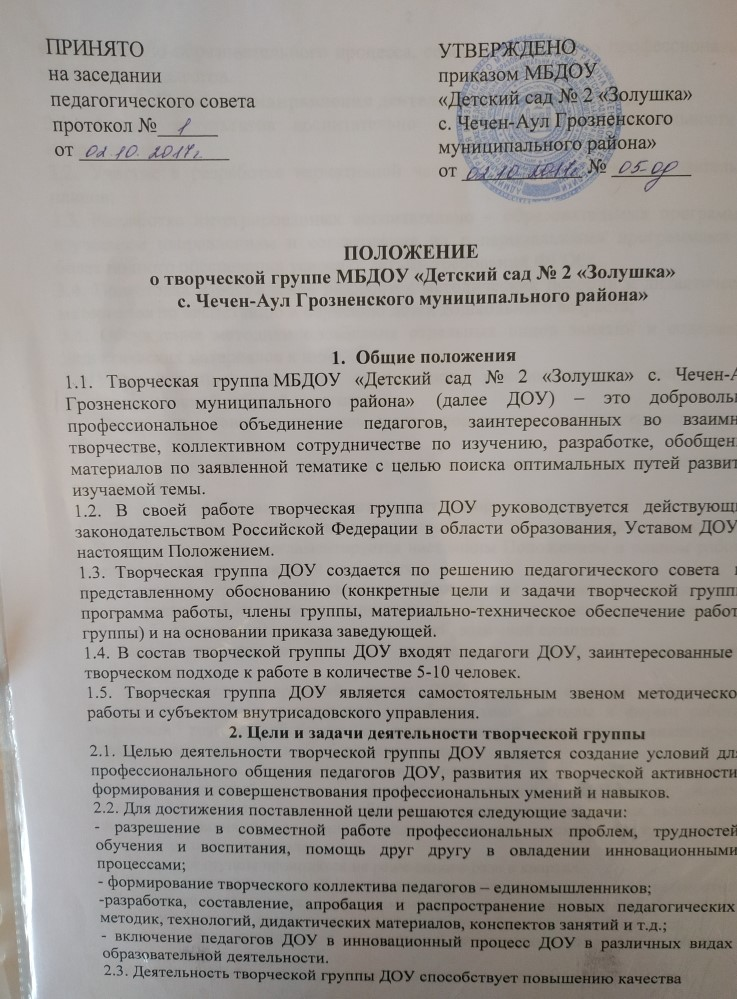 ПРИНЯТО
на заседании
педагогического совета
протокол № 1
от 02.10.2017г.
УТВЕРЖДЕНО
приказом МБДОУ
«Детский сад № 2 «Золушка»
с. Чечен-Аул Грозненского
муниципального района»
от 02.10.2017г. № 05-од
ПОЛОЖЕНИЕ
о творческой группе МБДОУ «Детский сад № 2 «Золушка»
с. Чечен-Аул Грозненского муниципального района»
1. Общие положения
1.1. Творческая группа МБДОУ «Детский сад № 2 «Золушка» с. Чечен-А
Грозненского муниципального района» (далее ДОУ) – это доброволь
профессиональное объединение педагогов, заинтересованных во взаимн
творчестве, коллективном сотрудничестве по изучению, разработке, обобщен
материалов по заявленной тематике с целью поиска оптимальных путей развит
изучаемой темы.
1.2. В своей работе творческая группа ДОУ руководствуется действующ
законодательством Российской Федерации в области образования, Уставом ДОУ
настоящим Положением.
1.3. Творческая группа ДОУ создается по решению педагогического совета
представленному обоснованию (конкретные цели и задачи творческой групп
программа работы, члены группы, материально-техническое обеспечение работ
группы) и на основании приказа заведующей.
1.4. В состав творческой группы ДОУ входят педагоги ДОУ, заинтересованные
творческом подходе к работе в количестве 5-10 человек.
1.5. Творческая группа ДОУ является самостоятельным звеном методическо
работы и субъектом внутрисадовского управления.
2. Цели и задачи деятельности творческой группы
2.1. Целью деятельности творческой группы ДОУ является создание условий для
профессионального общения педагогов ДОУ, развития их творческой активности
формирования и совершенствования профессиональных умений и навыков.
2.2. Для достижения поставленной цели решаются следующие задачи:
- разрешение в совместной работе профессиональных проблем, трудностей
обучения и воспитания, помощь друг другу в овладении инновационными
процессами;
- формирование творческого коллектива педагогов – единомышленников;
-разработка, составление, апробация и распространение новых педагогических
методик, технологий, дидактических материалов, конспектов занятий и т.д.;
- включение педагогов ДОУ в инновационный процесс ДОУ в различных видах
образовательной деятельности.
2.3. Деятельность творческой группы ДОУ способствует повышению качества